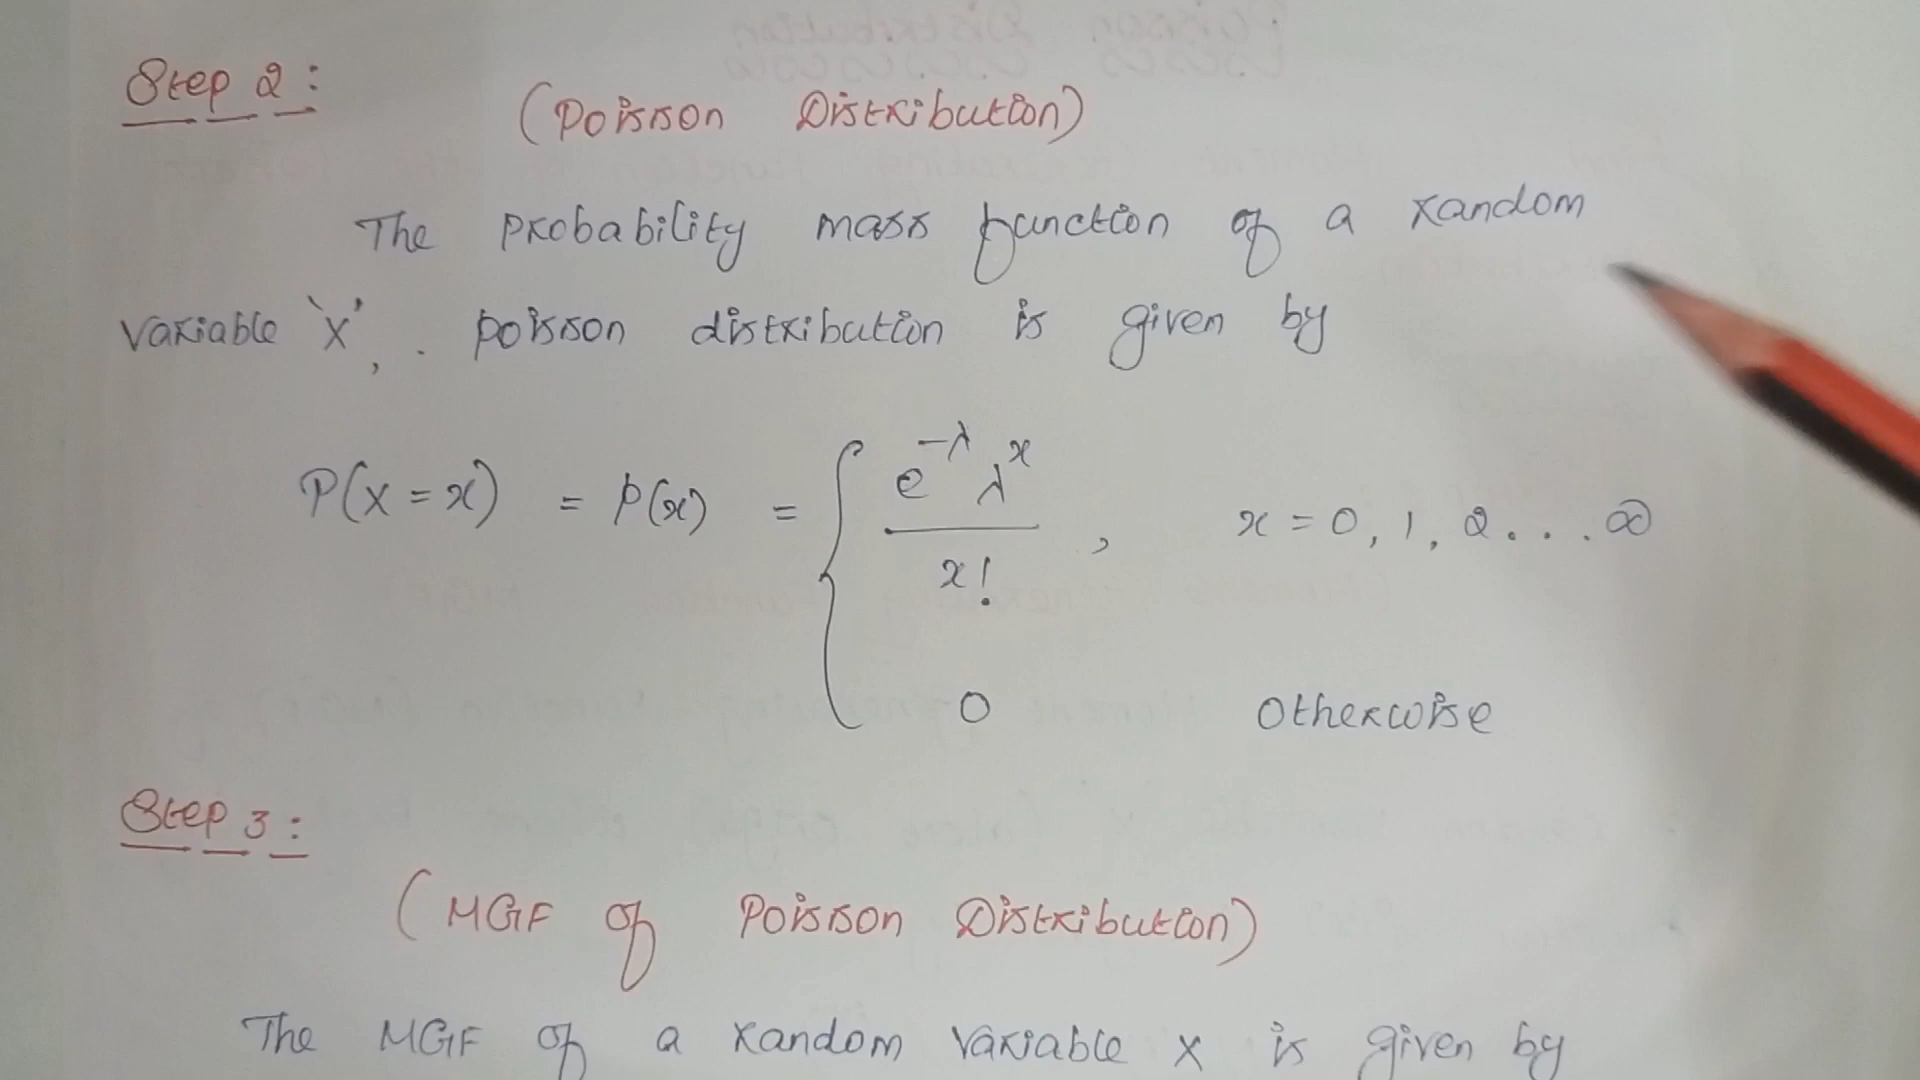 Step 2:
(Poisson Distribution)
The probability mass function of a random
variable 'X', . poisson distribution is given by
P(X = x) = p(x) = { e^{-λ} λ^x / x! , x = 0, 1, 2 . . . ∞
0 otherwise
Step 3:
(MGF of Poisson Distribution)
The MGF of a random variable X is given by